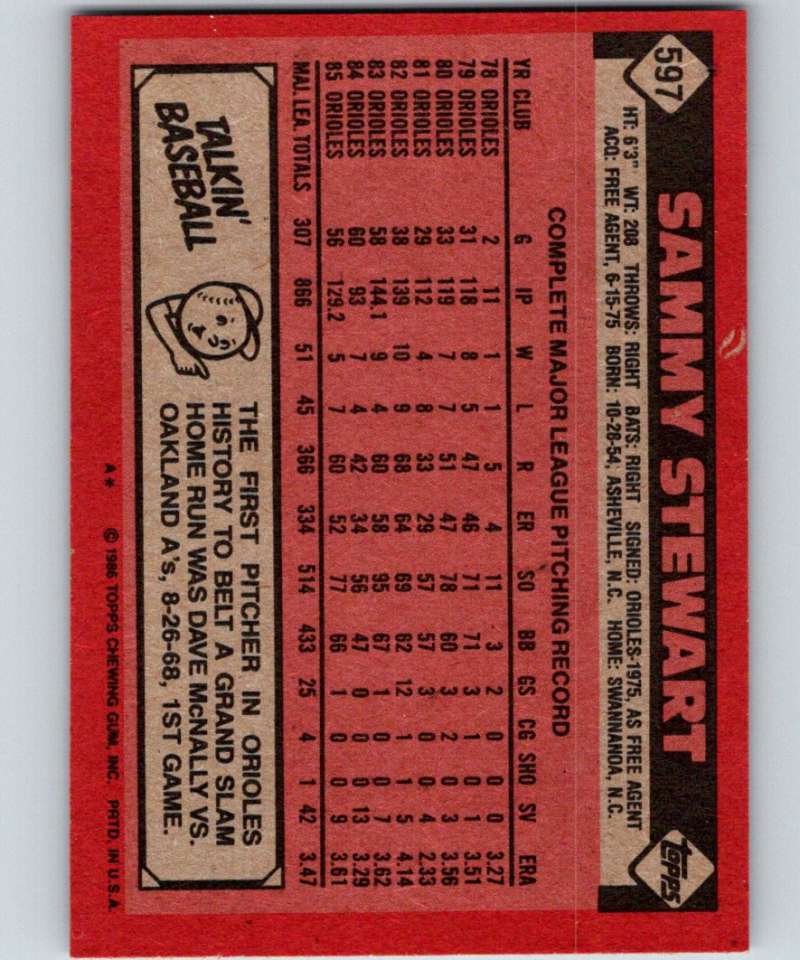 597
SAMMY STEWART
topps
HT: 6'3" WT: 208 THROWS: RIGHT BATS: RIGHT SIGNED: ORIOLES-1975, AS FREE AGENT
ACQ: FREE AGENT, 6-15-75 BORN: 10-28-54, ASHEVILLE, N.C. HOME: SWANNANOA, N.C.
COMPLETE MAJOR LEAGUE PITCHING RECORD
YR CLUB G IP W L R ER SO BB GS CG SHO SV ERA
78 ORIOLES 2 11 1 1 5 4 11 3 2 0 0 0 3.27
79 ORIOLES 31 118 8 5 47 46 71 71 3 1 0 1 3.51
80 ORIOLES 33 119 7 7 51 47 78 60 3 2 0 3 3.56
81 ORIOLES 29 112 4 8 33 29 57 57 3 0 0 4 2.33
82 ORIOLES 38 139 10 9 68 64 69 62 12 1 1 5 4.14
83 ORIOLES 58 144.1 9 4 60 58 95 67 1 0 0 7 3.62
84 ORIOLES 60 93 7 4 42 34 56 47 0 0 0 13 3.29
85 ORIOLES 56 129.2 5 7 60 52 77 66 1 0 0 9 3.61
MAJ. LEA. TOTALS 307 866 51 45 366 334 514 433 25 4 1 42 3.47
TALKIN'
BASEBALL
THE FIRST PITCHER IN ORIOLES
HISTORY TO BELT A GRAND SLAM
HOME RUN WAS DAVE McNALLY VS.
OAKLAND A's, 8-26-68, 1ST GAME.
A* © 1986 TOPPS CHEWING GUM, INC. PRTD. IN U.S.A.